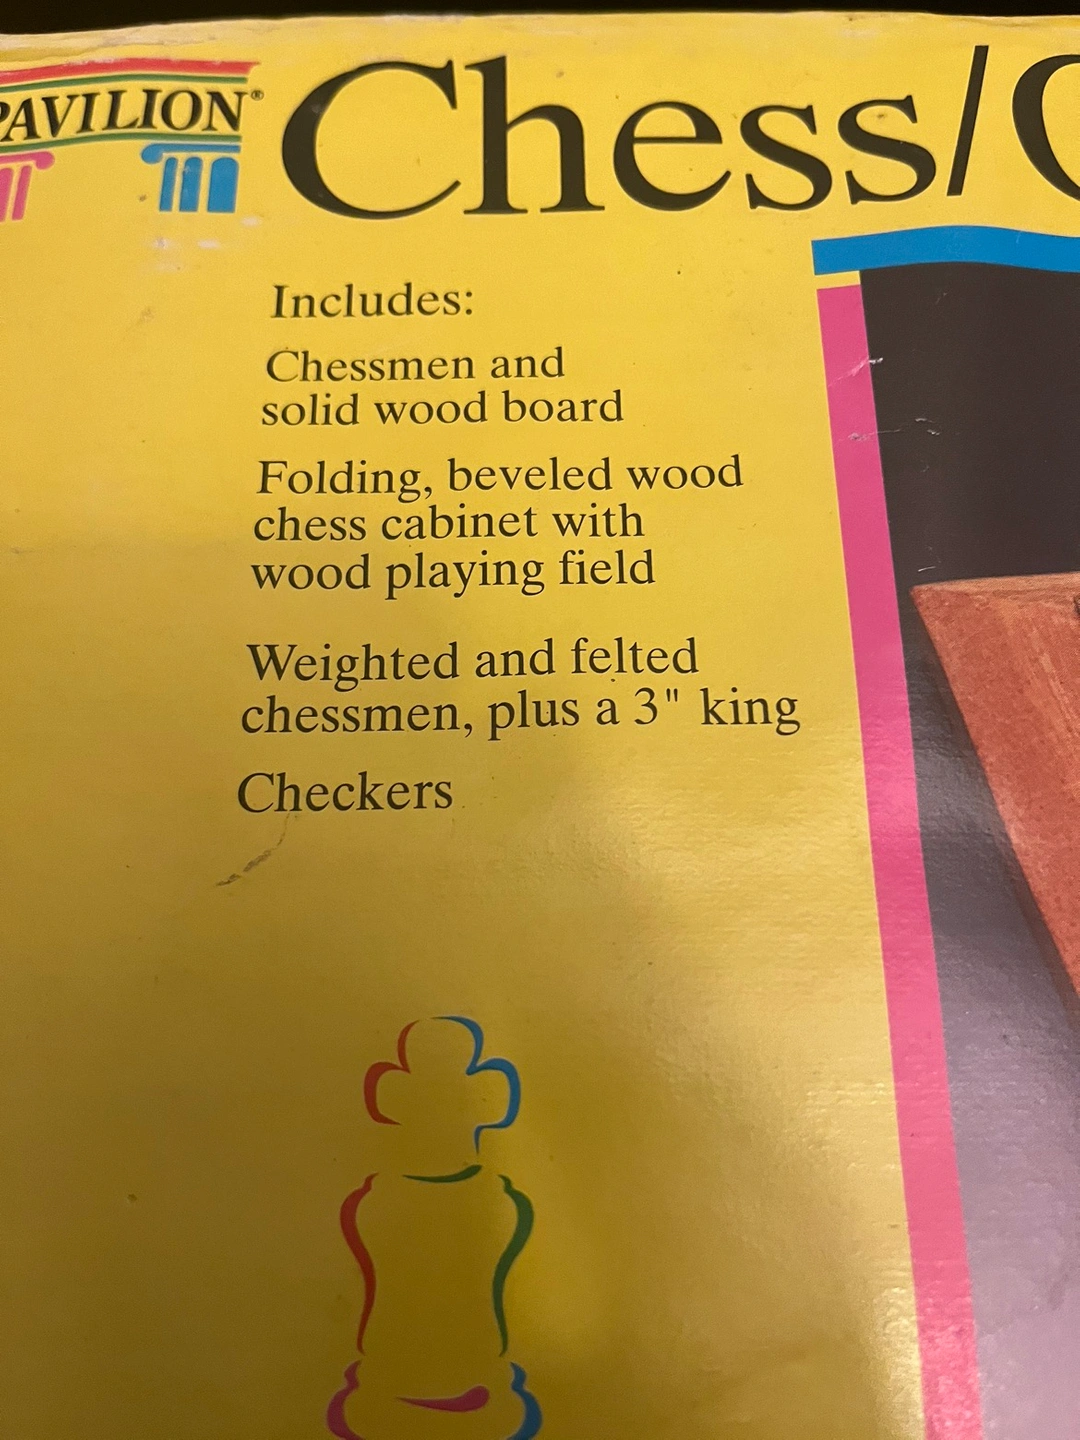 PAVILION®
Chess/C
Includes:
Chessmen and
solid wood board
Folding, beveled wood
chess cabinet with
wood playing field
Weighted and felted
chessmen, plus a 3" king
Checkers